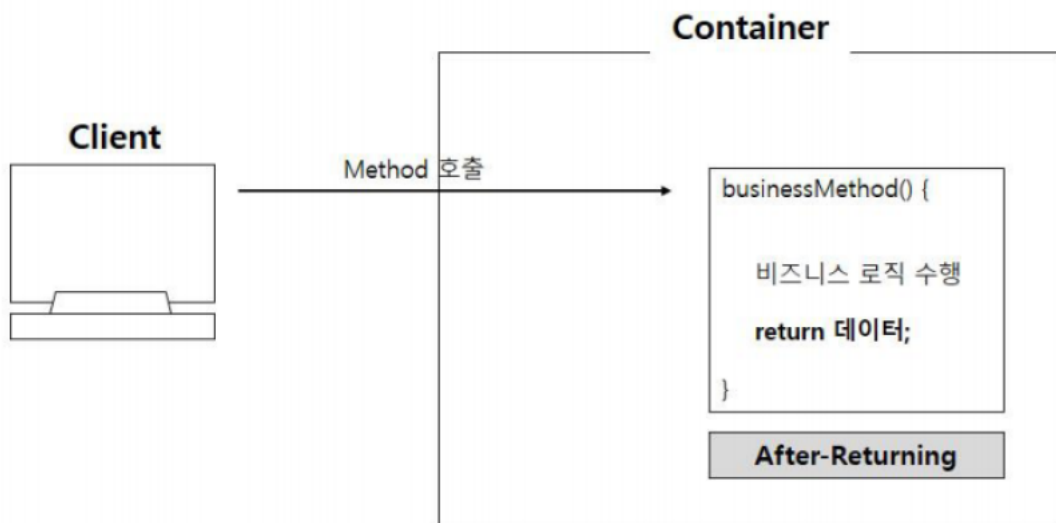 Container
Client
Method 호출
businessMethod() {
비즈니스 로직 수행
return 데이터;
}
After-Returning